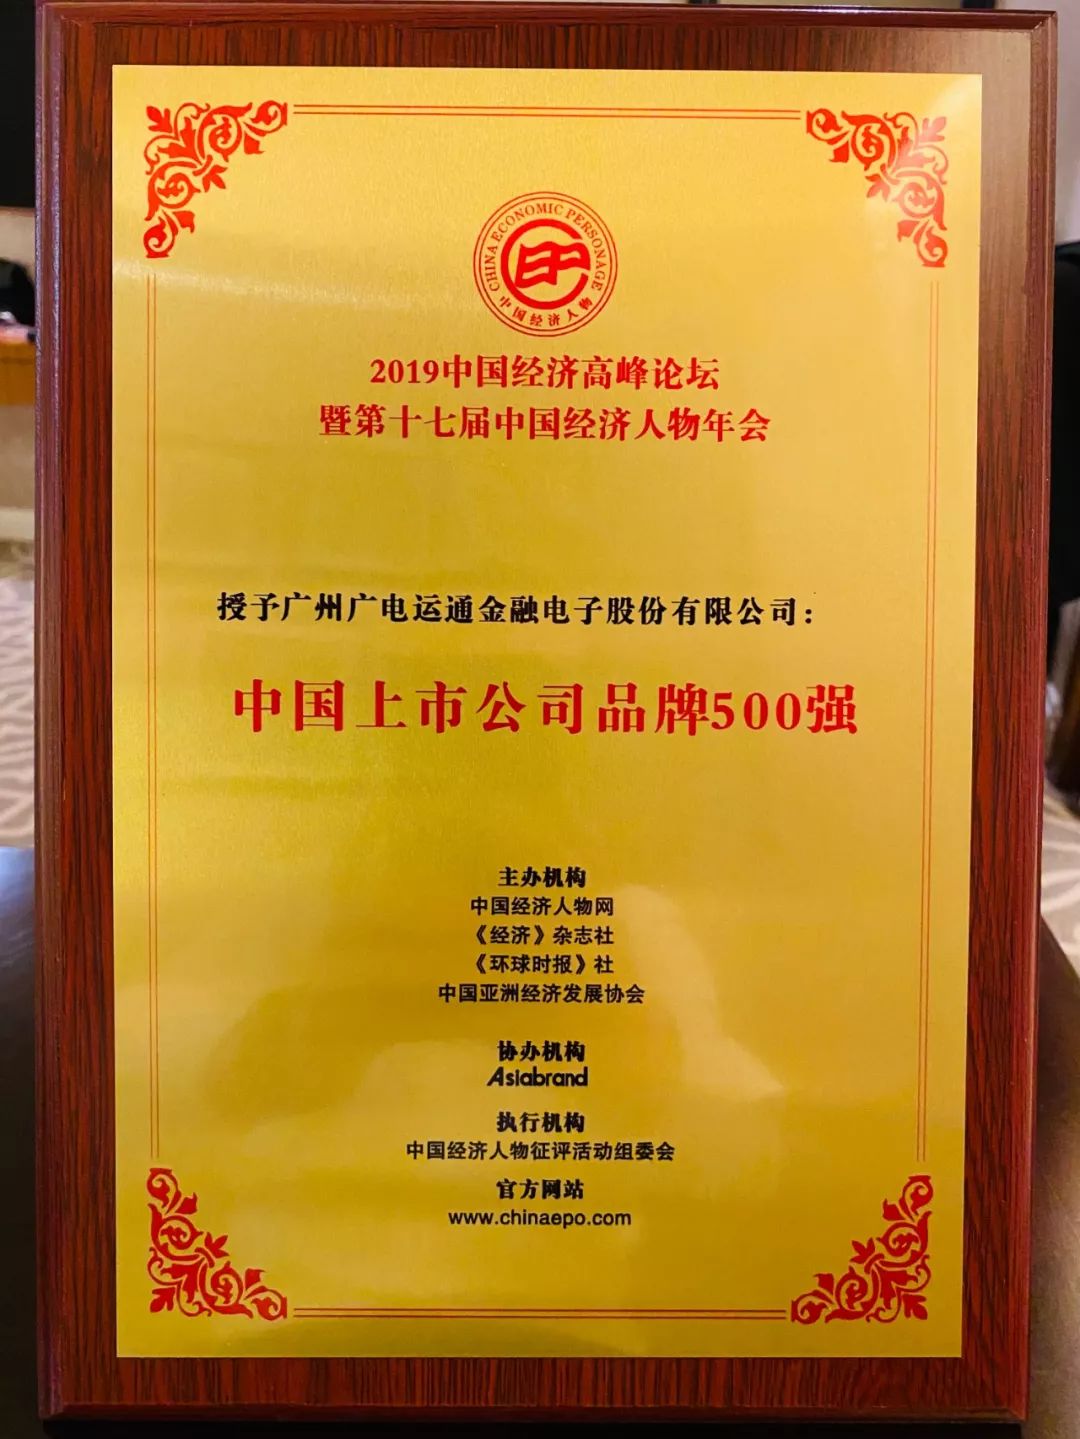 CHINA ECONOMIC PERSONAGE
中国经济人物
2019中国经济高峰论坛
暨第十七届中国经济人物年会
授予广州广电运通金融电子股份有限公司：
中国上市公司品牌500强
主办机构
中国经济人物网
《经济》杂志社
《环球时报》社
中国亚洲经济发展协会
协办机构
Asiabrand
执行机构
中国经济人物征评活动组委会
官方网站
www.chinaepo.com